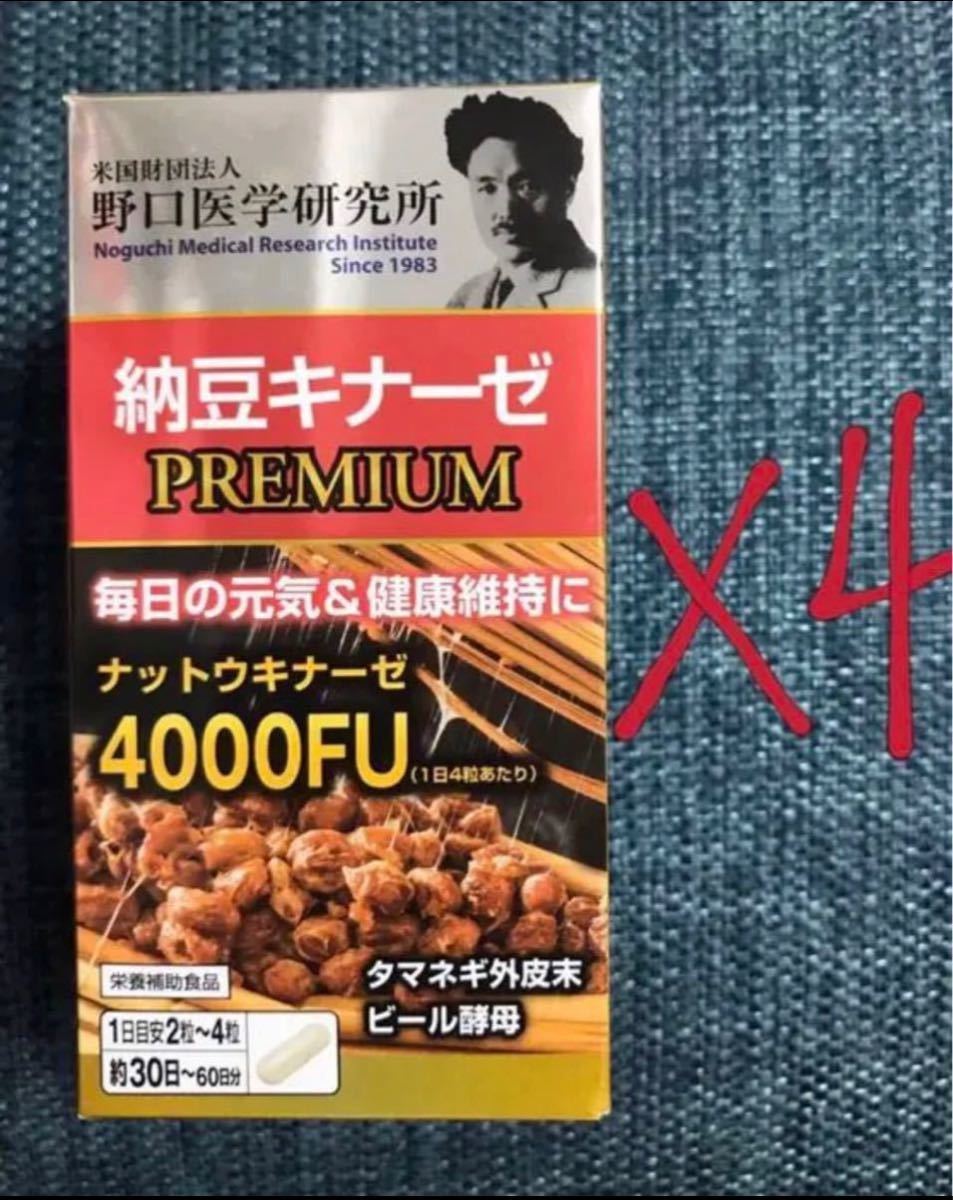 米国財団法人
野口医学研究所
Noguchi Medical Research Institute
Since 1983
納豆キナーゼ
PREMIUM
毎日の元気&健康維持に
ナットウキナーゼ
4000FU(1日4粒あたり)
タマネギ外皮末
ビール酵母
栄養補助食品
1日目安2粒~4粒
約30日~60日分
X4